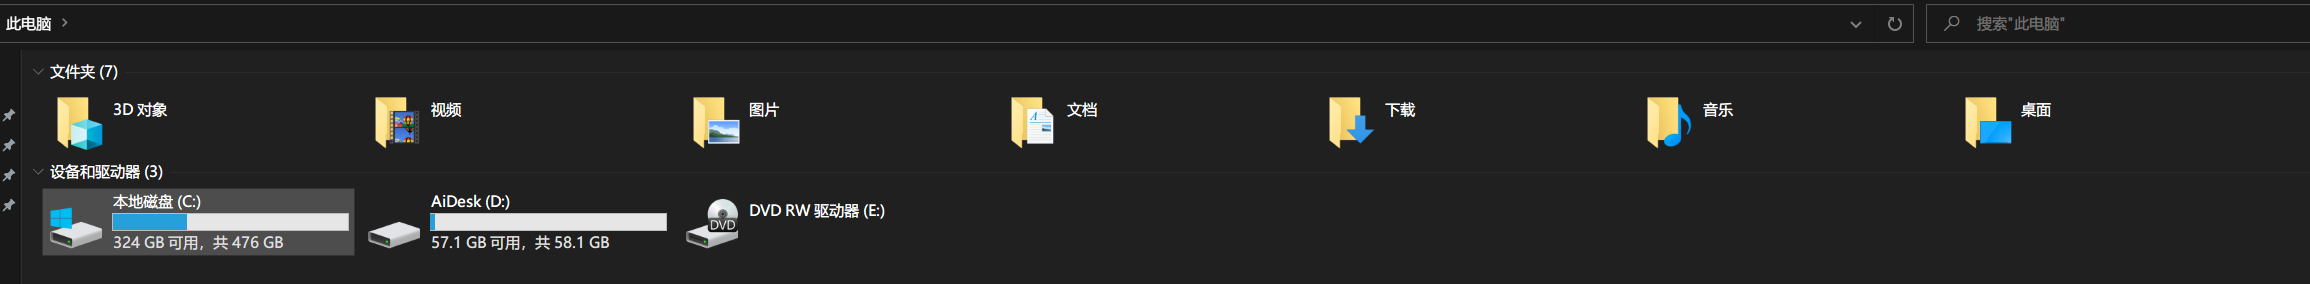 此电脑
搜索"此电脑"
文件夹 (7)
3D 对象
视频
图片
文档
下载
音乐
桌面
设备和驱动器 (3)
本地磁盘 (C:)
324 GB 可用，共 476 GB
AiDesk (D:)
57.1 GB 可用，共 58.1 GB
DVD
DVD RW 驱动器 (E:)